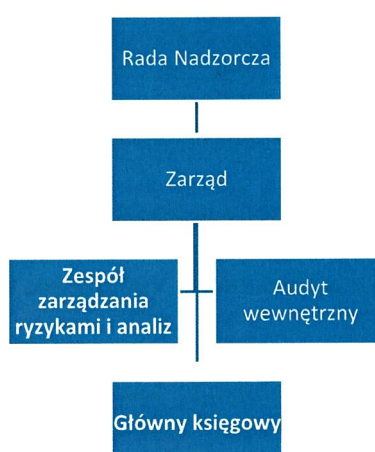 Rada Nadzorcza
Zarząd
Zespół
zarządzania
ryzykami i analiz
Audyt
wewnętrzny
Główny księgowy